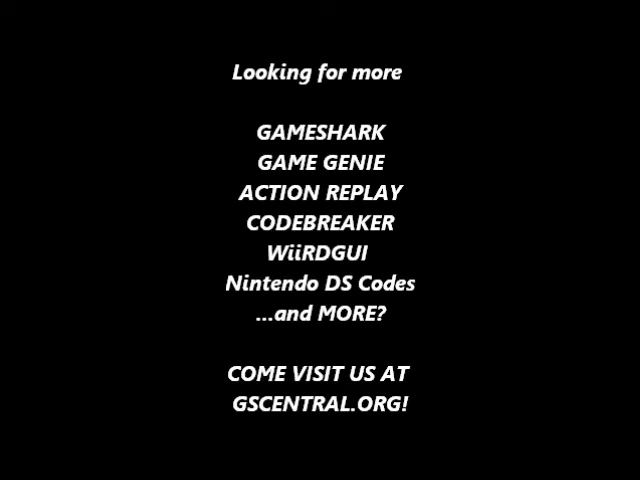 Looking for more
GAMESHARK
GAME GENIE
ACTION REPLAY
CODEBREAKER
WiiRDGUI
Nintendo DS Codes
...and MORE?
COME VISIT US AT
GSCENTRAL.ORG!